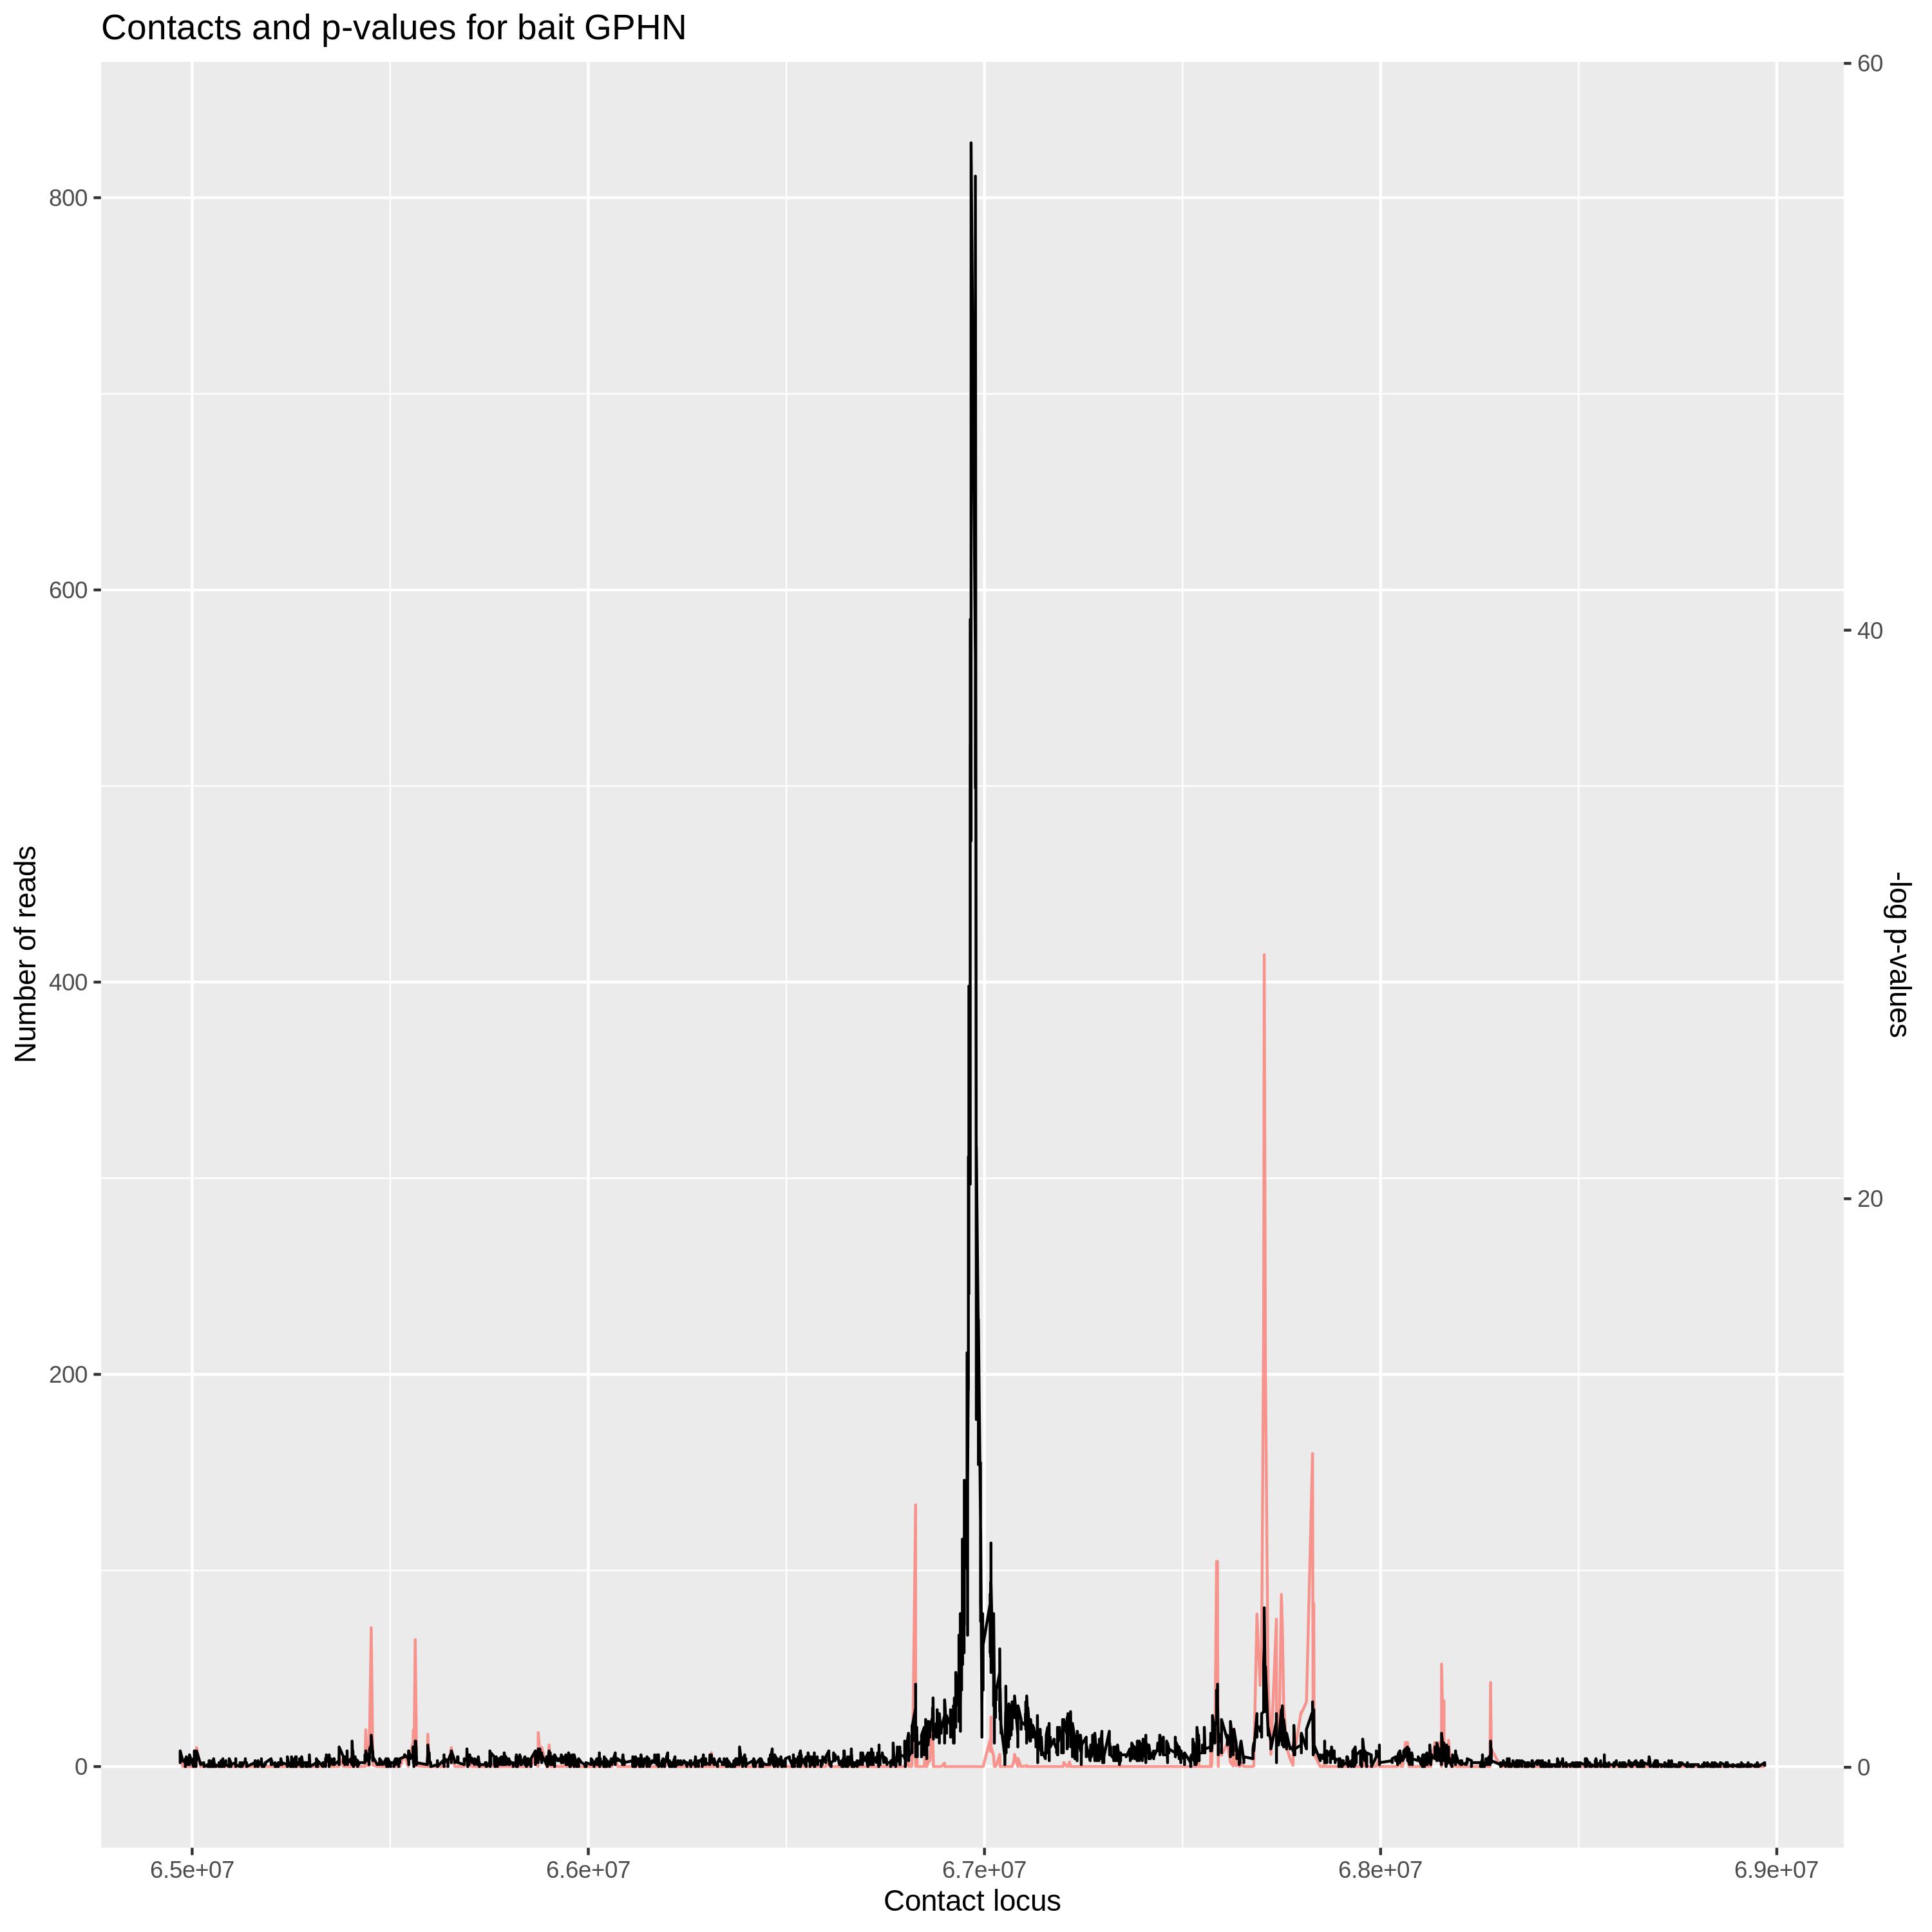 Contacts and p-values for bait GPHN
Number of reads
800
600
400
200
0
60
40
20
0
-log p-values
6.5e+07 6.6e+07 6.7e+07 6.8e+07 6.9e+07
Contact locus